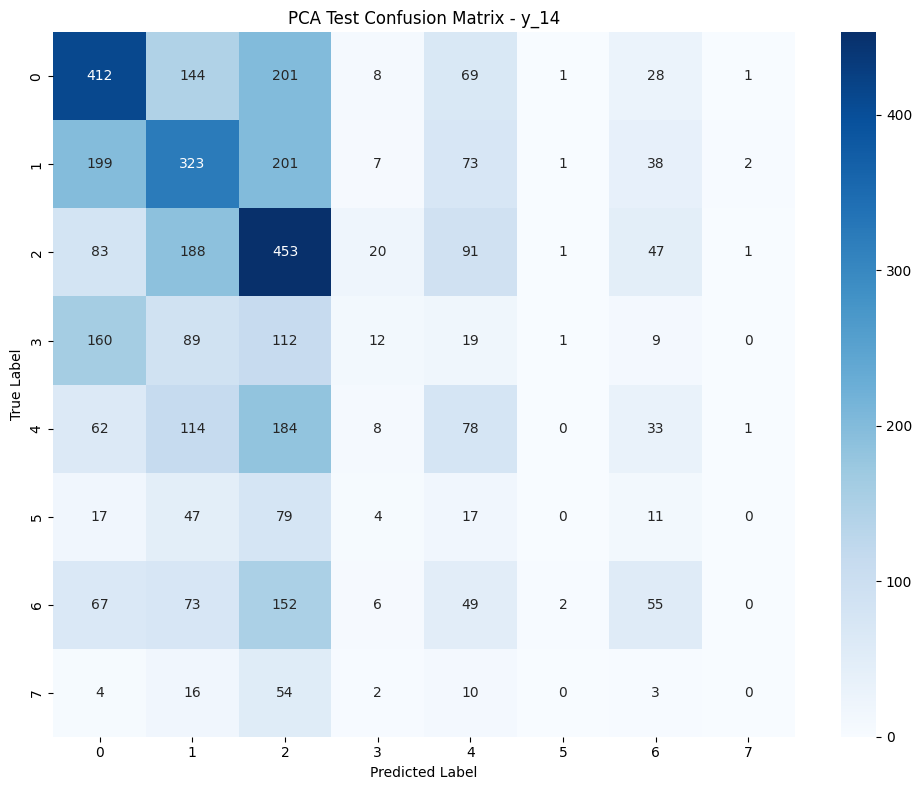 PCA Test Confusion Matrix - y_14
True Label
0 412 144 201 8 69 1 28 1
1 199 323 201 7 73 1 38 2
2 83 188 453 20 91 1 47 1
3 160 89 112 12 19 1 9 0
4 62 114 184 8 78 0 33 1
5 17 47 79 4 17 0 11 0
6 67 73 152 6 49 2 55 0
7 4 16 54 2 10 0 3 0
0 1 2 3 4 5 6 7
Predicted Label
400
300
200
100
0